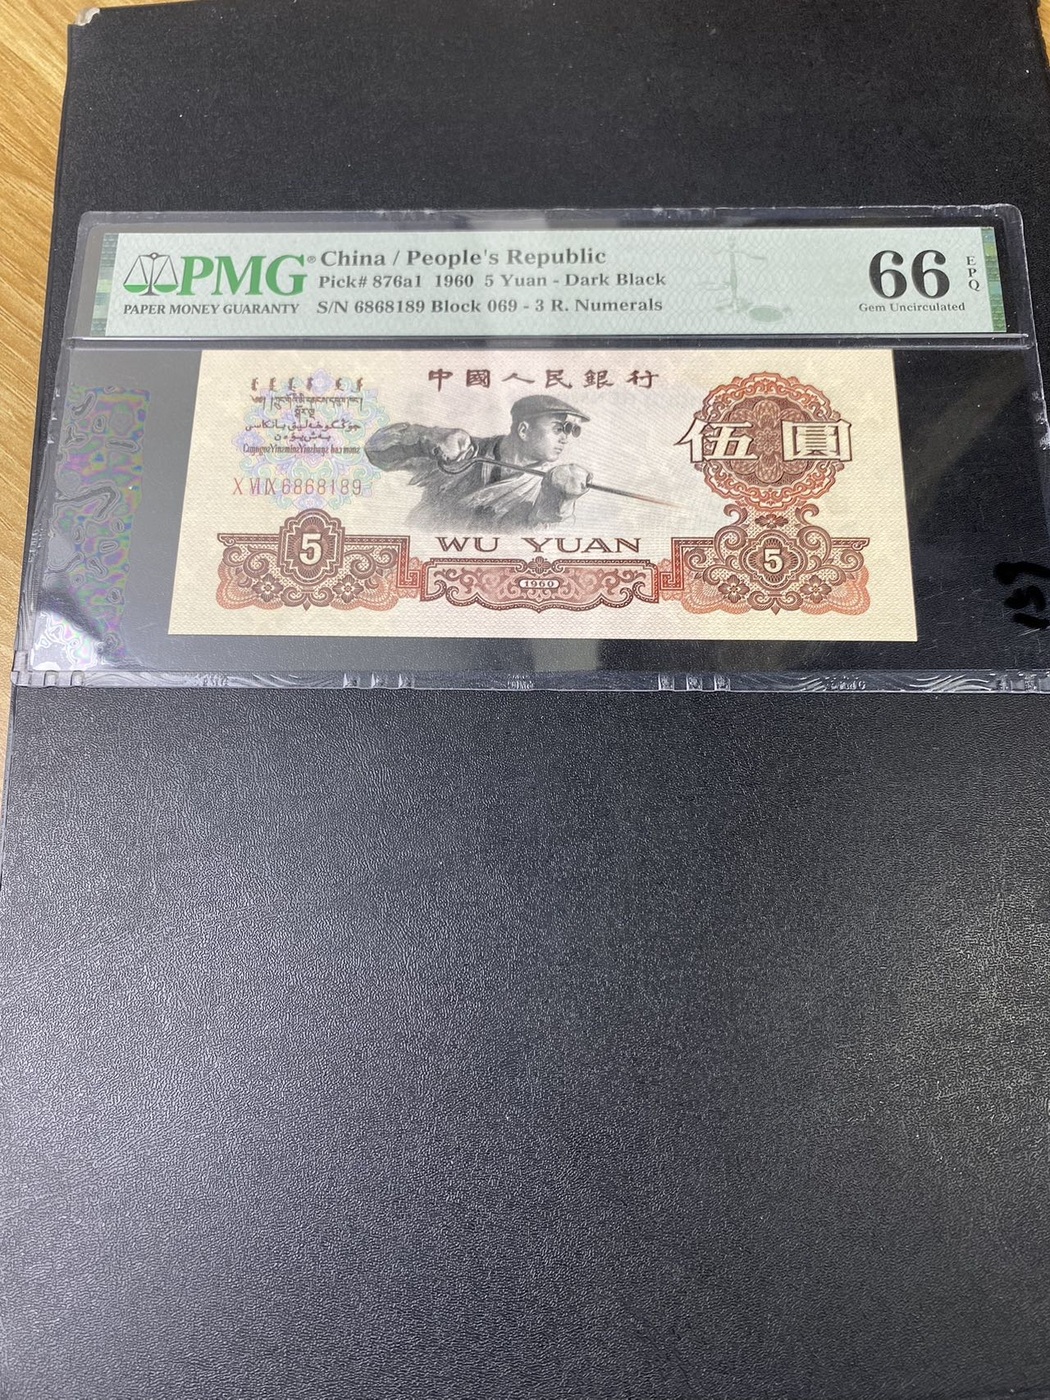 PMG®
PAPER MONEY GUARANTY
China / People's Republic
Pick# 876a1 1960 5 Yuan - Dark Black
S/N 6868189 Block 069 - 3 R. Numerals
66
EPQ
Gem Uncirculated
中國人民銀行
伍圓
X VI IX 6868189
5
WU YUAN
1960
5
157